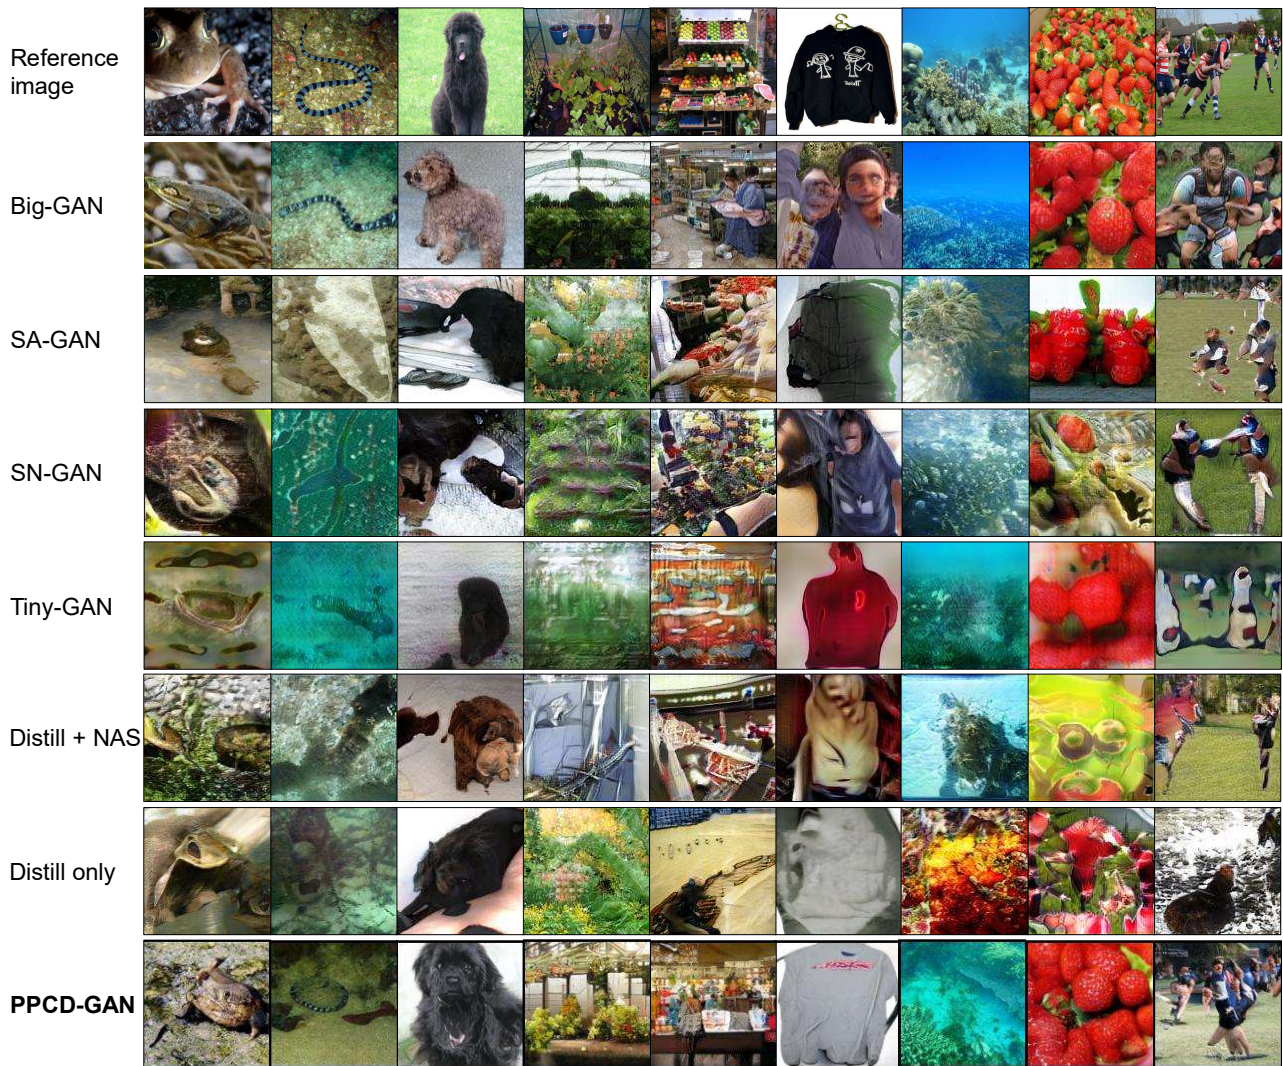 Reference
image
Big-GAN
SA-GAN
SN-GAN
Tiny-GAN
Distill + NAS
Distill only
PPCD-GAN